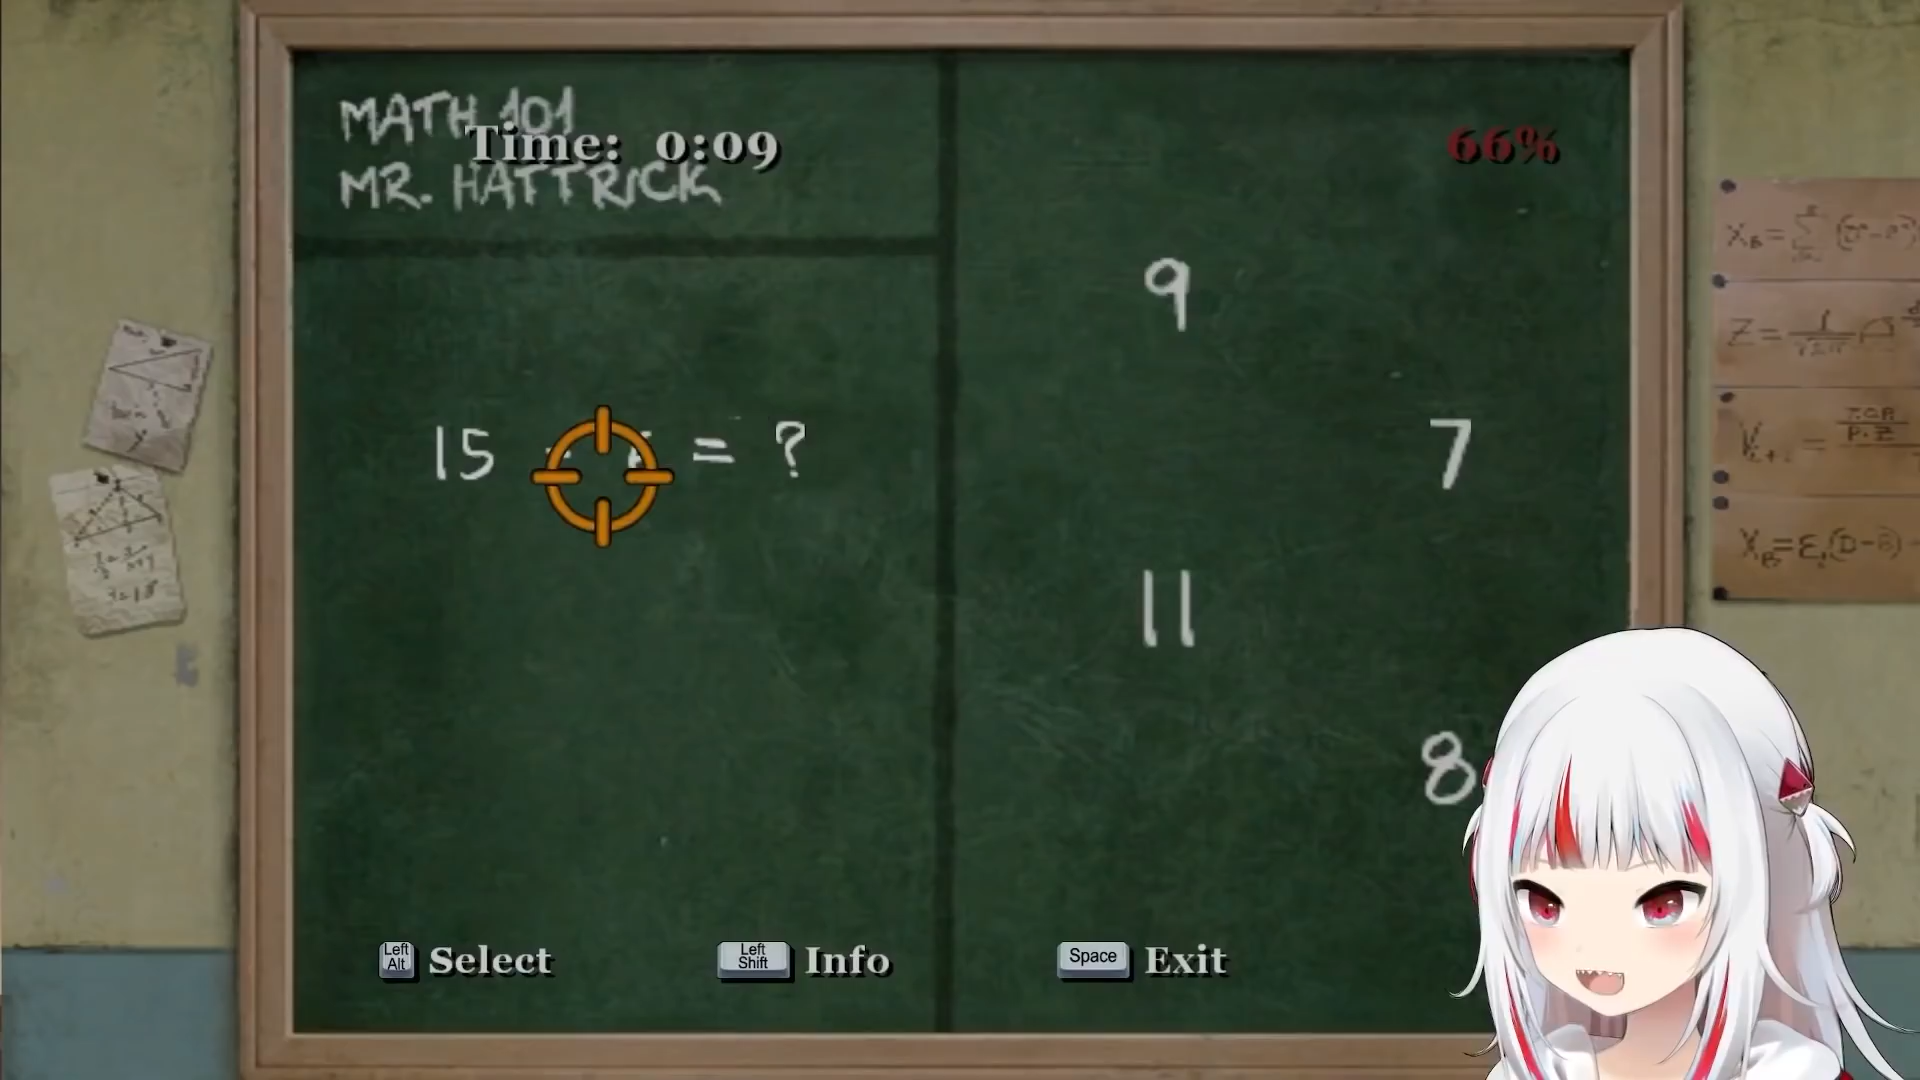 MATH 101
Time: 0:09
66%
MR. HATTRICK
9
7
15 = ?
11
8
Left Alt Select
Left Shift Info
Space Exit